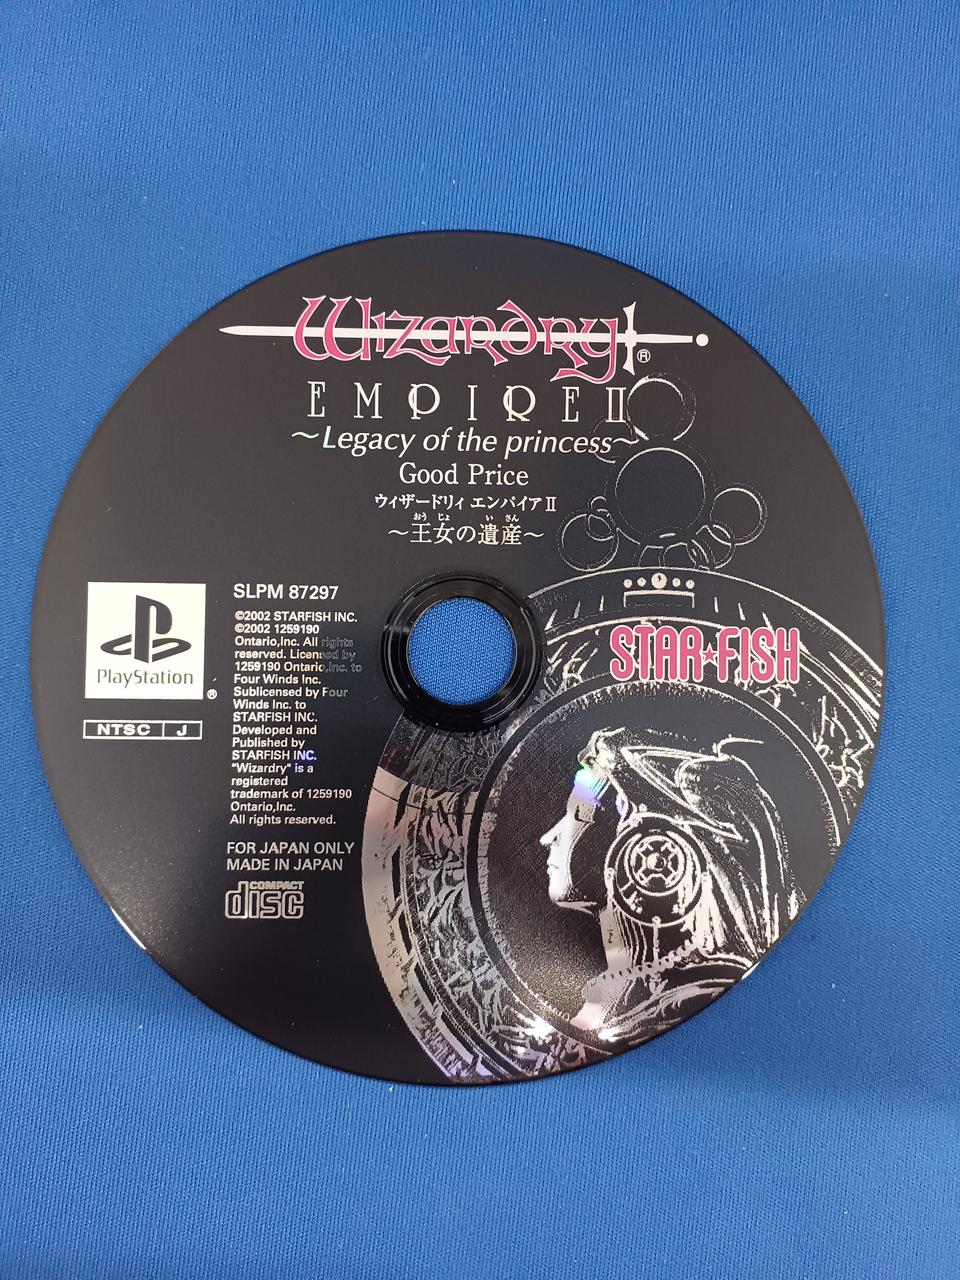 Wizardry®
EMPIRE II
～Legacy of the princess～
Good Price
ウィザードリィ エンパイア II
おうじょ いさん
～王女の遺産～
SLPM 87297
©2002 STARFISH INC.
©2002 1259190
Ontario,Inc. All rights
reserved. Licensed by
1259190 Ontario,Inc. to
Four Winds Inc.
Sublicensed by Four
Winds Inc. to
STARFISH INC.
Developed and
Published by
STARFISH INC.
"Wizardry" is a
registered
trademark of 1259190
Ontario,Inc.
All rights reserved.
FOR JAPAN ONLY
MADE IN JAPAN
COMPACT
disc
PlayStation®
NTSC J
STAR★FISH